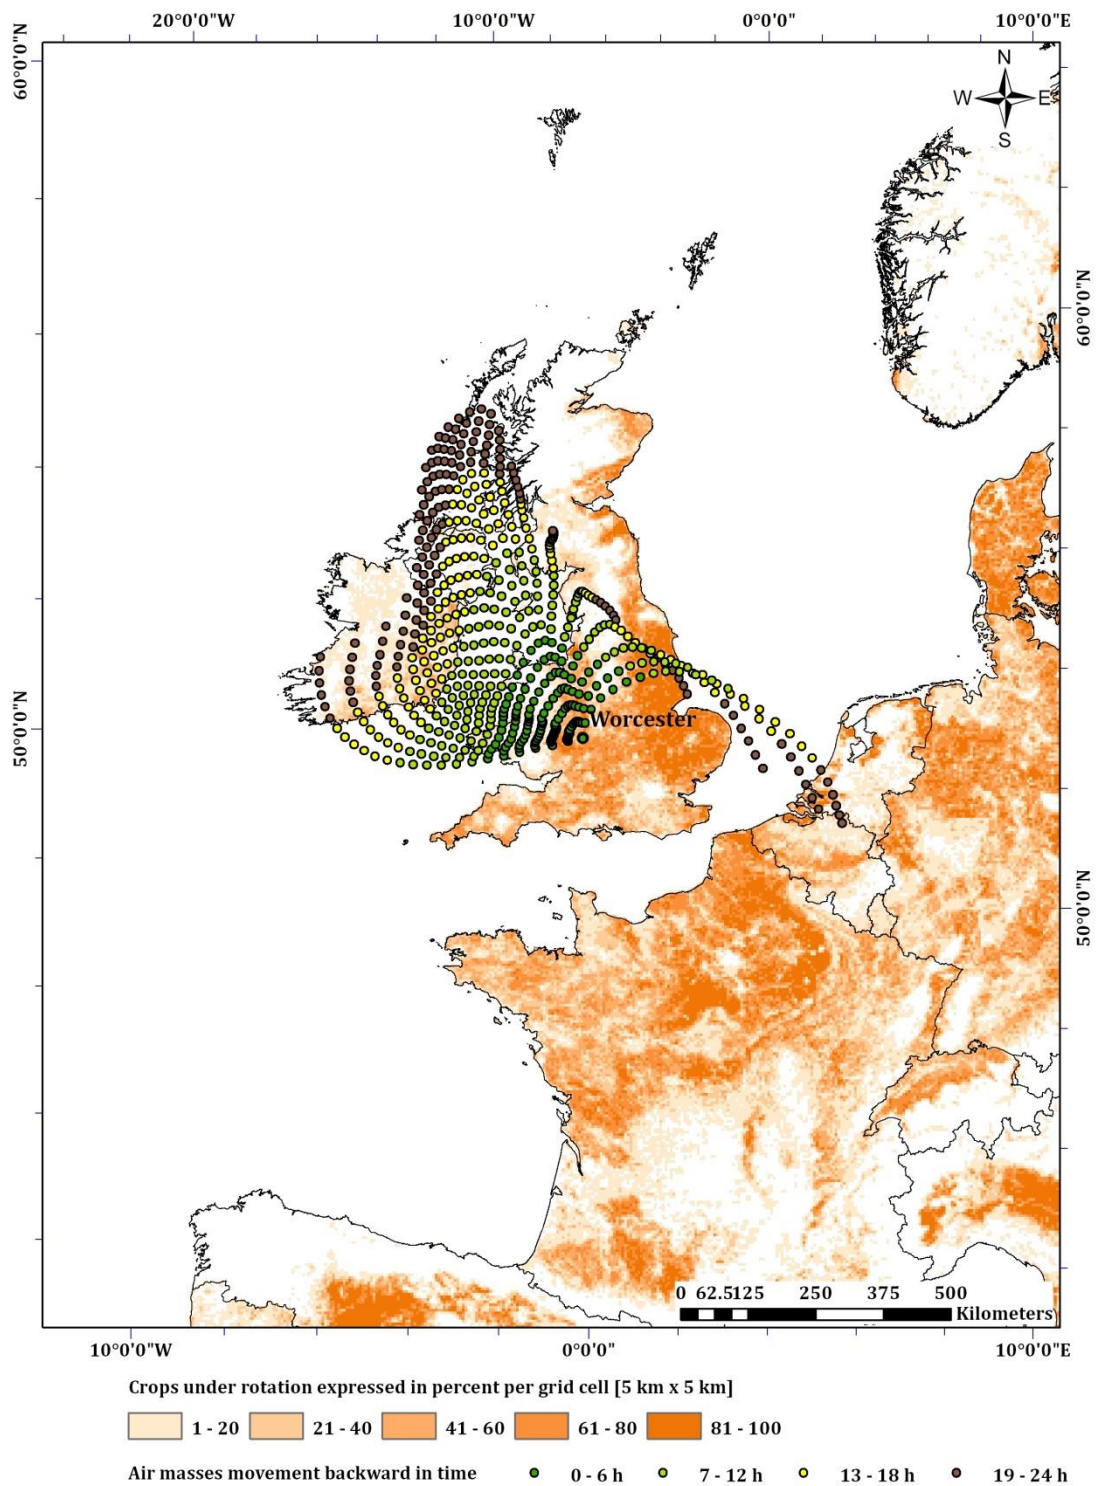 20°0'0"W 10°0'0"W 0°0'0" 10°0'0"E
60°0'0"N
N
W E
S
60°0'0"N
Worcester
50°0'0"N
50°0'0"N
0 62.5125 250 375 500
Kilometers
10°0'0"W 0°0'0" 10°0'0"E
Crops under rotation expressed in percent per grid cell [5 km x 5 km]
1 - 20 21 - 40 41 - 60 61 - 80 81 - 100
Air masses movement backward in time 0 - 6 h 7 - 12 h 13 - 18 h 19 - 24 h